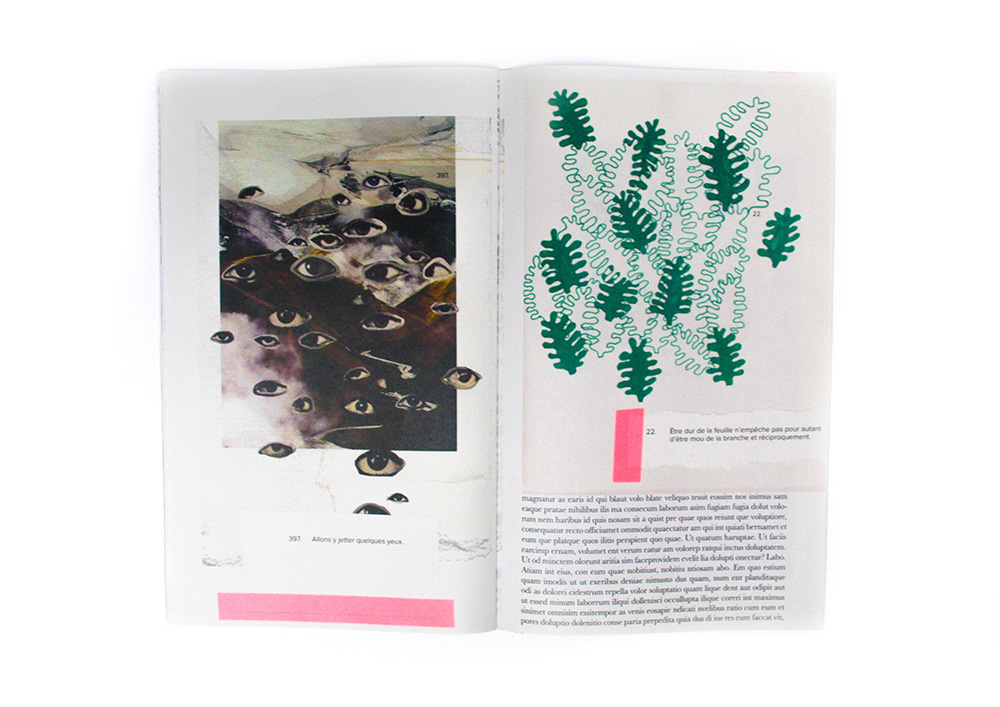 397.
397. Allons y jetter quelques yeux.
22.
22. Être dur de la feuille n'empêche pas pour autant
d'être mou de la branche et réciproquement.
magnatur as earis id qui blaut volo blate veliquo tessit eossim nos inimus sam
eaque pratae nihilibus ilis ma consecum laborum asim fugiam fugia dolut volo-
rum nem haribus id quis nosam sit a quist pre quae quos reiunt que voluptiore,
consequatur recto officiumet ommodit quaectatur am qui int quiati bernamet et
eum que platque quos ilitis perspient quo quae. Ut quatum haruptae. Ut faciis
earcimp ernam, volumet ent verum eatur am volorep ratqui inctus doluptatem.
Ut od minctem olorunt aritia sim faceprovidem evelit lia dolupti onectur? Labo.
Atiam int eius, con eum quae nobitiust, nobitiu ntiosam abo. Em quo estium
quam imodis ut ut exeribus deniae nimusto dus quam, num ent planditaque
odi as dolorei cidestrum repella volor soluptatio quam lique dent aut odipit aut
ut essed minum laborrum iliqui dollenisci occullupta ilique coreri int maximus
sinimet omnisim eusitempor as venis eosapie ndicati nvelibus ratio cum eum et
pores doluptio dolenitio conse paria prepedita quia dus di ius res eum faccat vit,